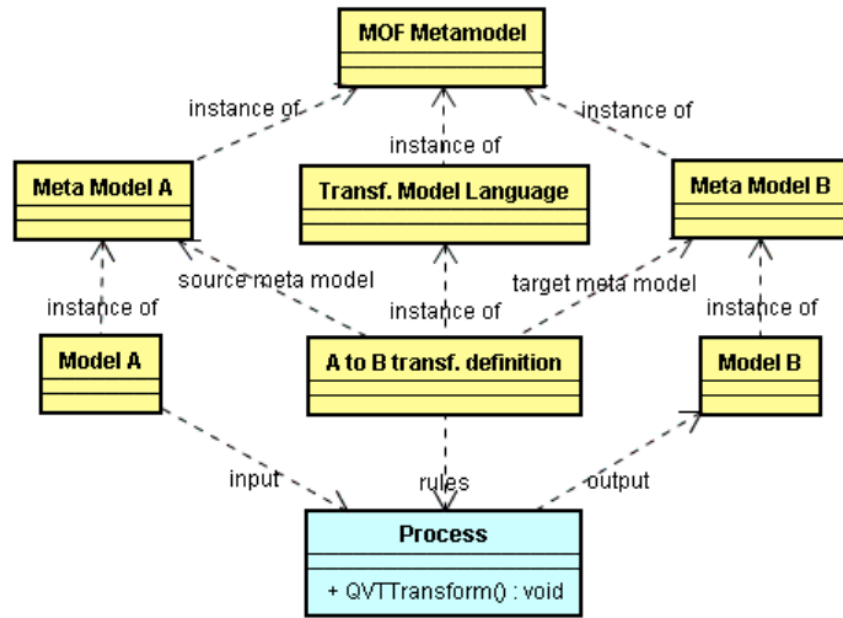 MOF Metamodel
instance of
instance of
instance of
Meta Model A
Transf. Model Language
Meta Model B
source meta model
target meta model
instance of
instance of
instance of
Model A
A to B transf. definition
Model B
input
rules
output
Process
+ QVTTransform() : void